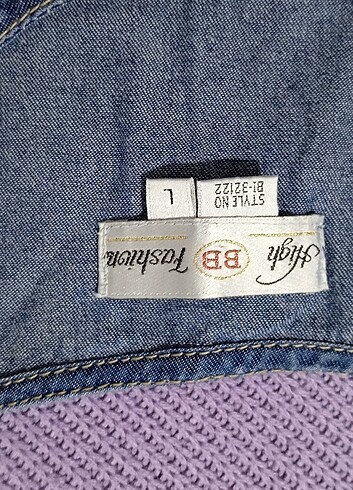 High BB Fashion
STYLE NO
BI-32122
L